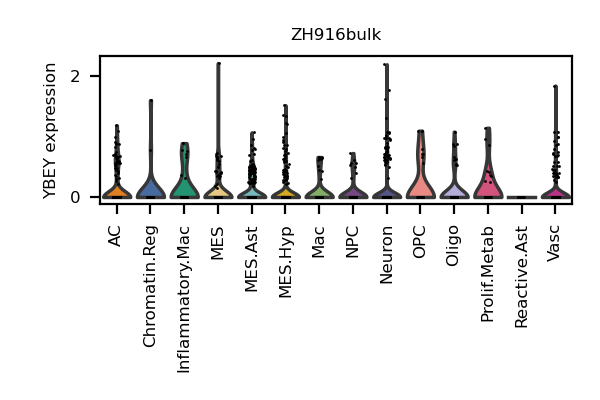 ZH916bulk
YBEY expression
2
0
AC
Chromatin.Reg
Inflammatory.Mac
MES
MES.Ast
MES.Hyp
Mac
NPC
Neuron
OPC
Oligo
Prolif.Metab
Reactive.Ast
Vasc